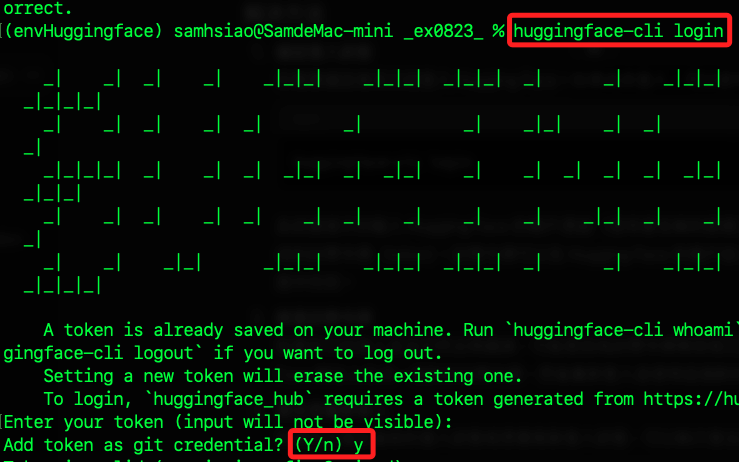 orrect.
(envHuggingface) samhsiao@SamdeMac-mini _ex0823_ % huggingface-cli login
    _|    _|  _|    _|    _|_|_|    _|_|_|  _|_|_|  _|      _|    _|_|_|
  _|_|_|_|
    _|    _|  _|    _|  _|        _|          _|    _|_|    _|  _|
  _|
    _|_|_|_|  _|    _|  _|  _|_|  _|  _|_|    _|    _|  _|  _|  _|  _|_|
  _|_|_|
    _|    _|  _|    _|  _|    _|  _|    _|    _|    _|    _|_|  _|    _|
  _|
    _|    _|    _|_|      _|_|_|    _|_|_|  _|_|_|  _|      _|    _|_|_|
  _|_|_|_|
    A token is already saved on your machine. Run `huggingface-cli whoami`
gingface-cli logout` if you want to log out.
    Setting a new token will erase the existing one.
    To login, `huggingface_hub` requires a token generated from https://hu
Enter your token (input will not be visible):
Add token as git credential? (Y/n) y